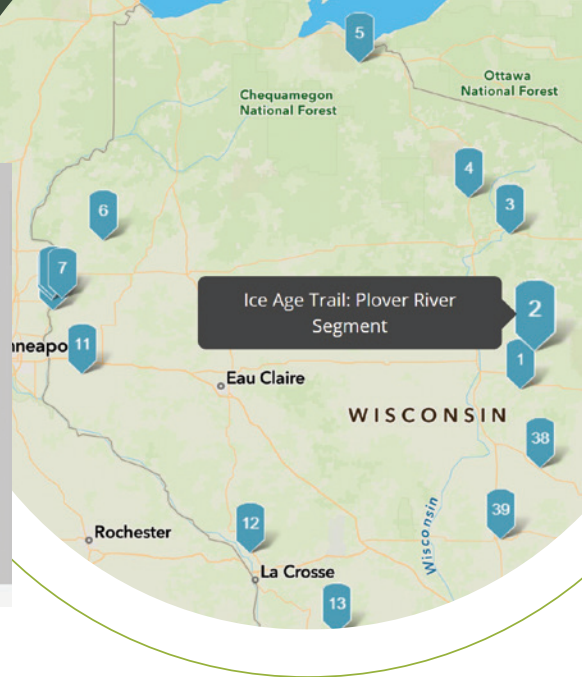 5
Ottawa
National Forest
Chequamegon
National Forest
4
3
6
7
Ice Age Trail: Plover River
Segment
2
nneapo
11
1
Eau Claire
WISCONSIN
38
39
12
Rochester
Wisconsin
La Crosse
13